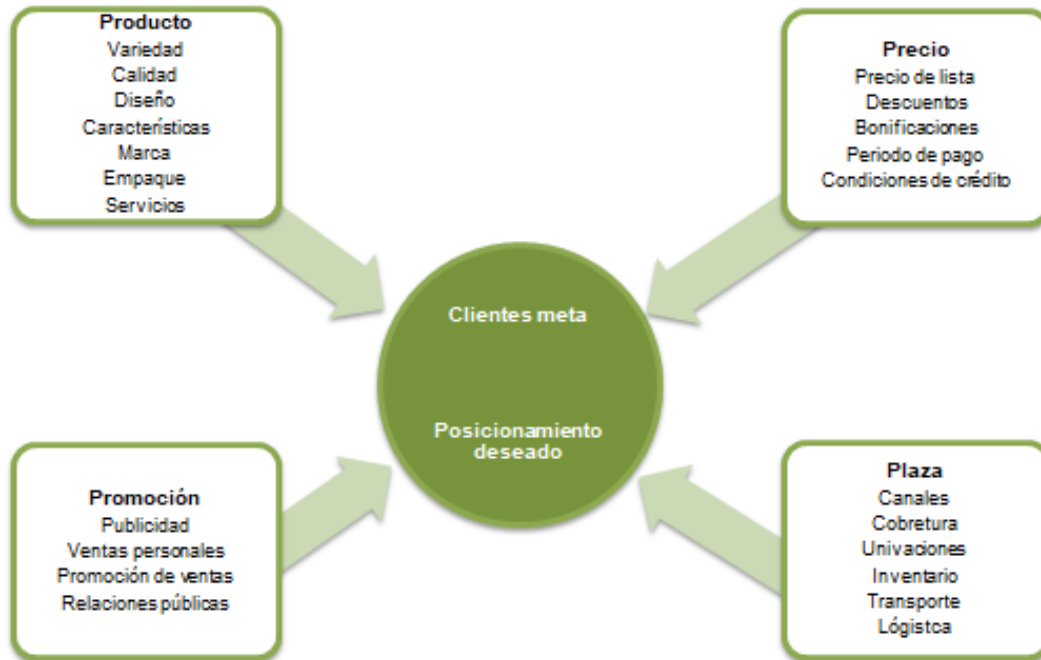 Producto
Variedad
Calidad
Diseño
Características
Marca
Empaque
Servicios
Precio
Precio de lista
Descuentos
Bonificaciones
Periodo de pago
Condiciones de crédito
Clientes meta
Posicionamiento
deseado
Promoción
Publicidad
Ventas personales
Promoción de ventas
Relaciones públicas
Plaza
Canales
Cobretura
Univaciones
Inventario
Transporte
Lógistca